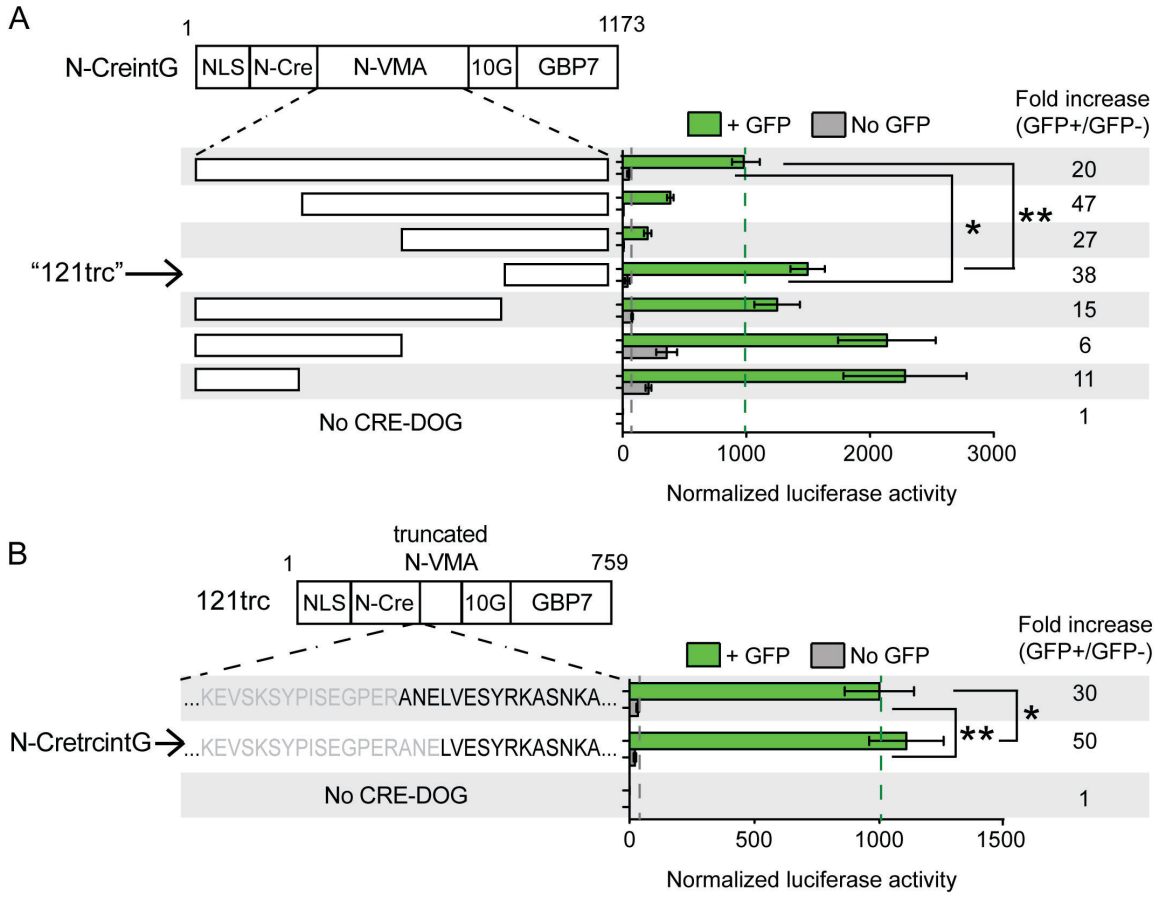 A
1 1173
N-CreintG NLS N-Cre N-VMA 10G GBP7
+ GFP No GFP
Fold increase
(GFP+/GFP-)
20
47
* **
27
“121trc” 38
15
6
11
No CRE-DOG 1
0 1000 2000 3000
Normalized luciferase activity
B
truncated
1 N-VMA 759
121trc NLS N-Cre 10G GBP7
+ GFP No GFP
Fold increase
(GFP+/GFP-)
...KEVSKSYPISEGPERANELVESYRKASNKA... 30
*
N-CretrcintG ...KEVSKSYPISEGPERANELVESYRKASNKA... ** 50
No CRE-DOG 1
0 500 1000 1500
Normalized luciferase activity